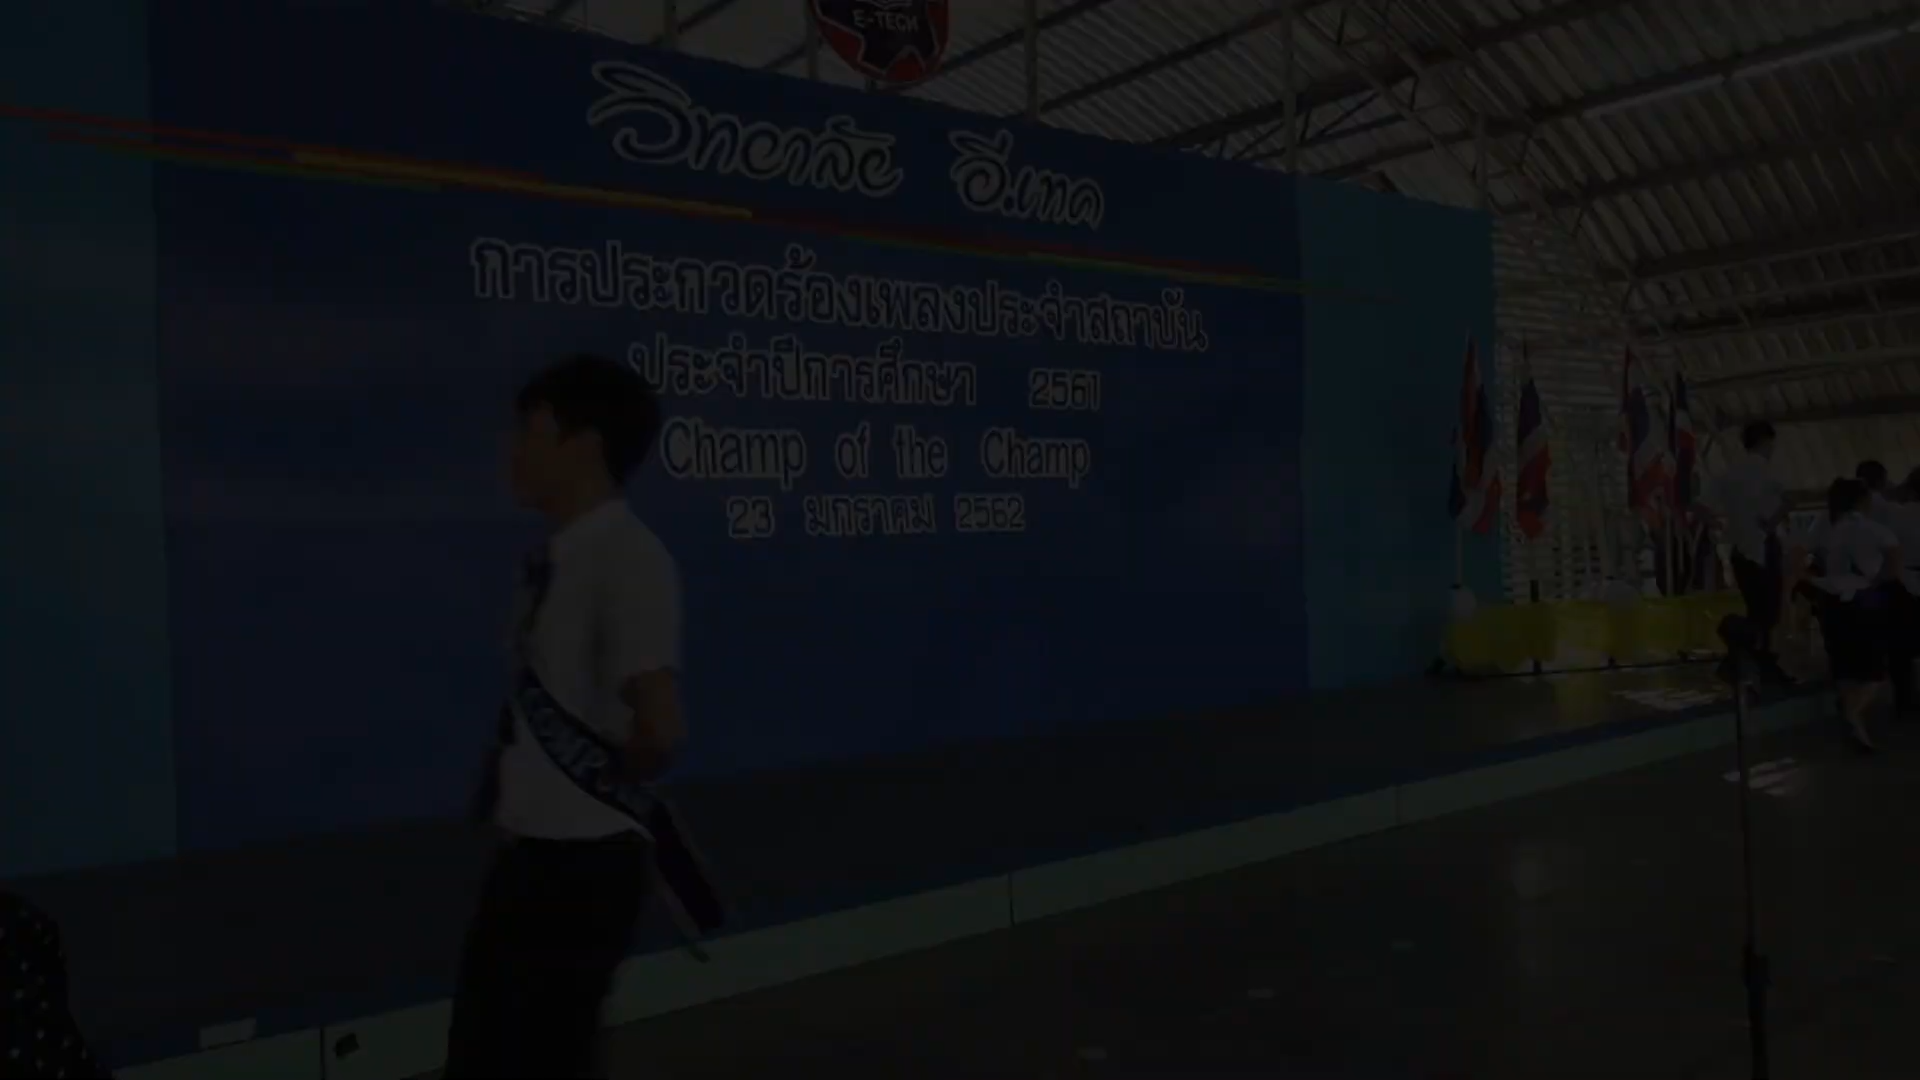 E-TECH
วิทยาลัย อี.เทค
การประกวดร้องเพลงประจำสถาบัน
ประจำปีการศึกษา 2561
Champ of the Champ
23 มกราคม 2562